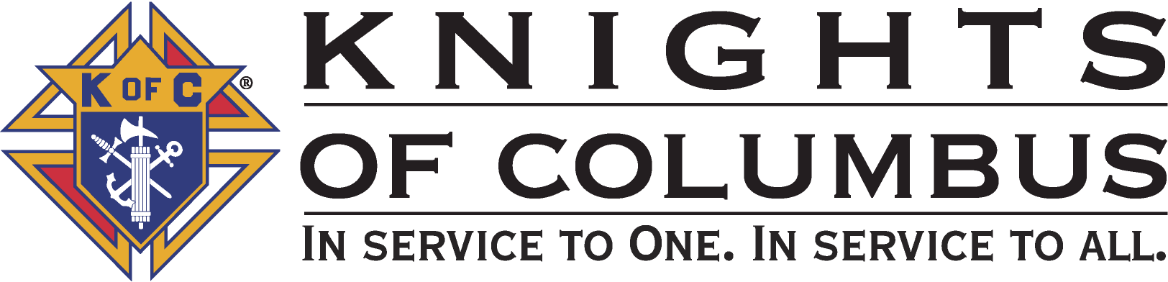 K OF C®
KNIGHTS
OF COLUMBUS
IN SERVICE TO ONE. IN SERVICE TO ALL.